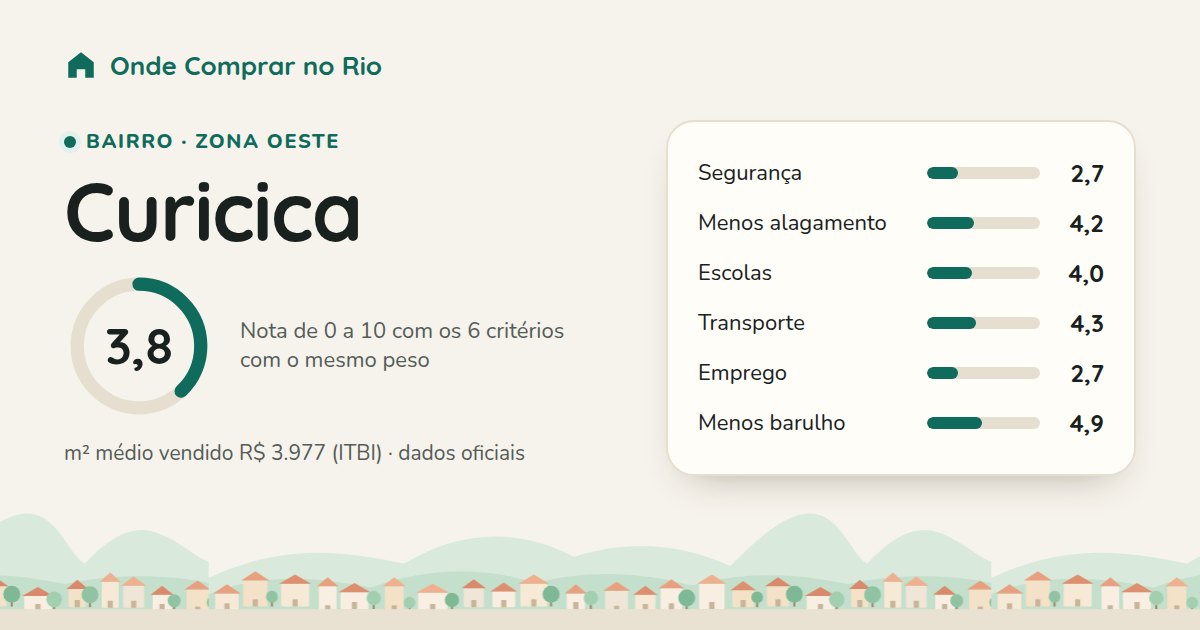 Onde Comprar no Rio
BAIRRO · ZONA OESTE
Curicica
3,8
Nota de 0 a 10 com os 6 critérios
com o mesmo peso
m² médio vendido R$ 3.977 (ITBI) · dados oficiais
Segurança 2,7
Menos alagamento 4,2
Escolas 4,0
Transporte 4,3
Emprego 2,7
Menos barulho 4,9